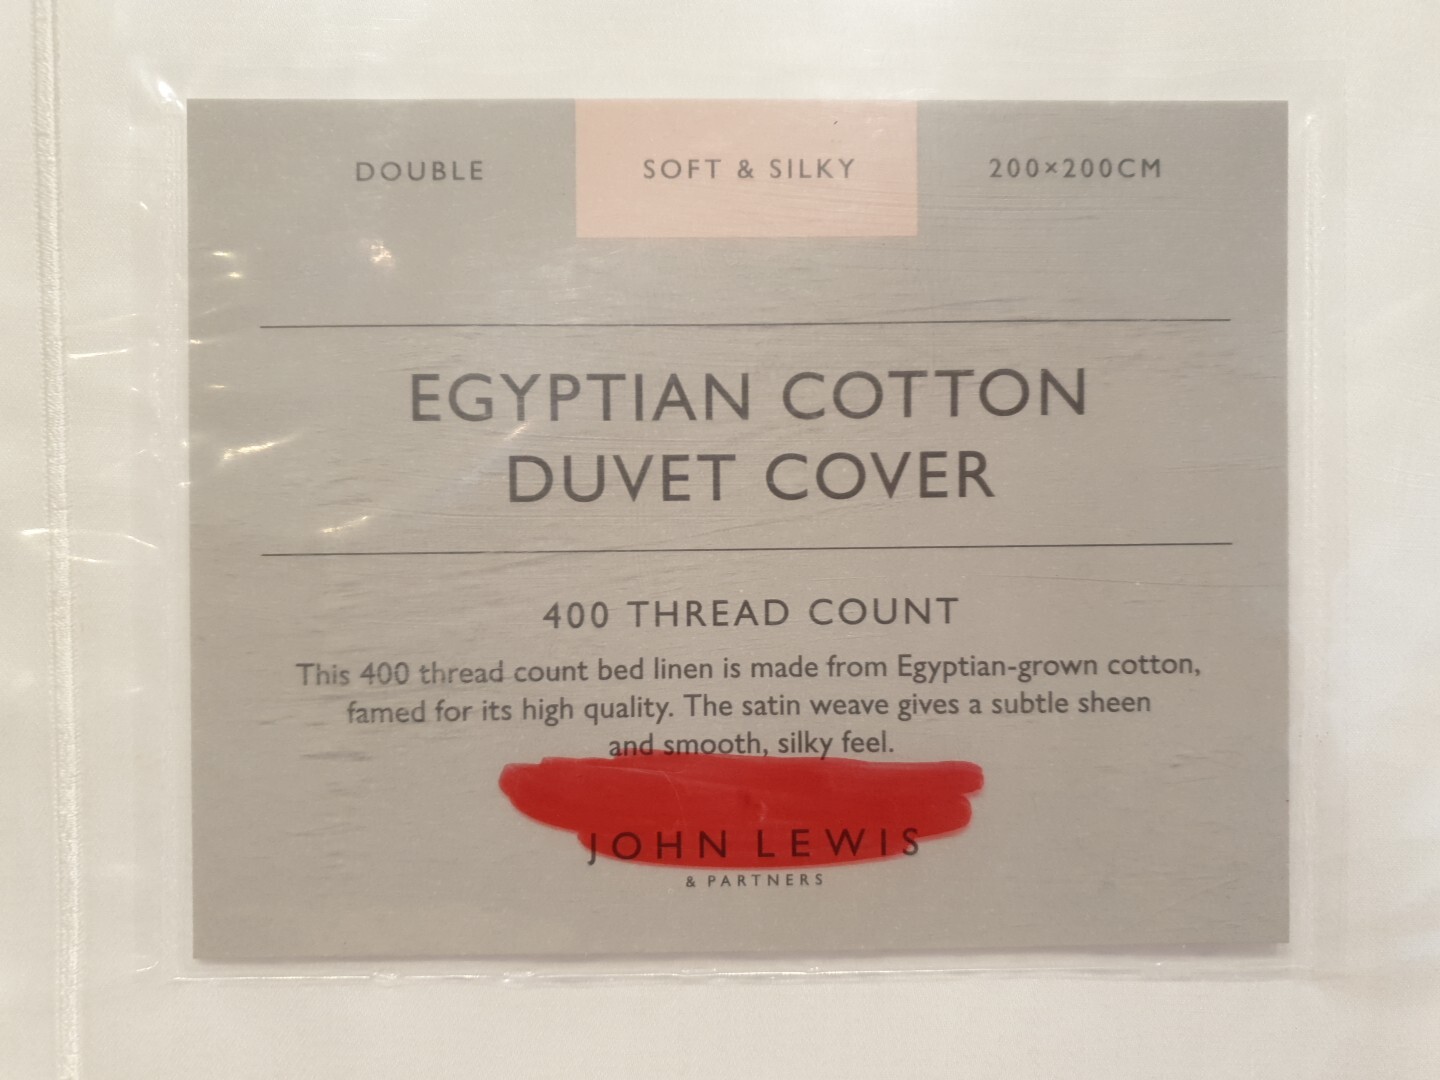 DOUBLE
SOFT & SILKY
200×200CM
EGYPTIAN COTTON
DUVET COVER
400 THREAD COUNT
This 400 thread count bed linen is made from Egyptian-grown cotton,
famed for its high quality. The satin weave gives a subtle sheen
and smooth, silky feel.
JOHN LEWIS
& PARTNERS